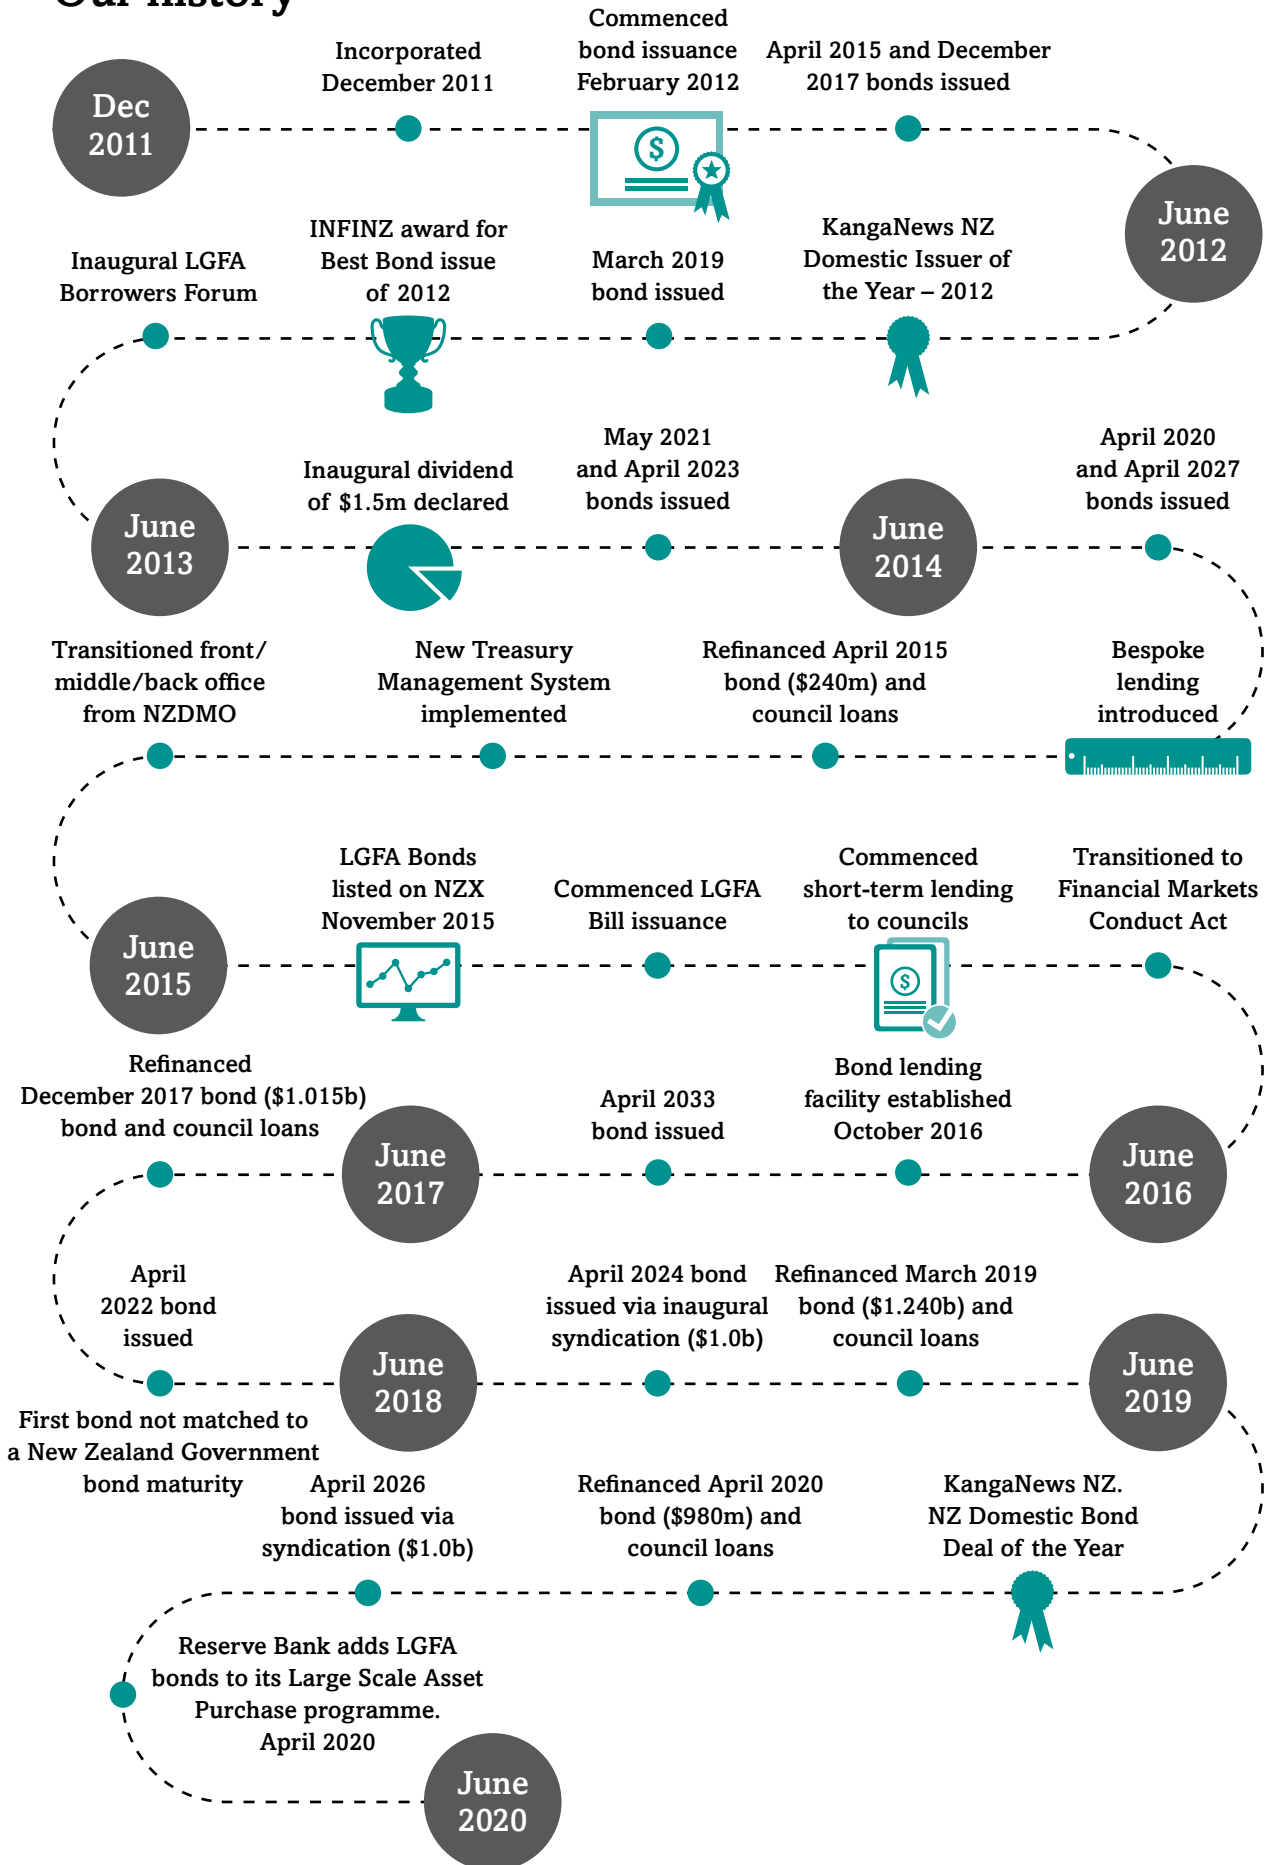 Our history
Dec
2011
Incorporated
December 2011
Commenced
bond issuance
February 2012
April 2015 and December
2017 bonds issued
$
June
2012
KangaNews NZ
Domestic Issuer of
the Year – 2012
March 2019
bond issued
INFINZ award for
Best Bond issue
of 2012
Inaugural LGFA
Borrowers Forum
June
2013
Inaugural dividend
of $1.5m declared
May 2021
and April 2023
bonds issued
June
2014
April 2020
and April 2027
bonds issued
Bespoke
lending
introduced
Refinanced April 2015
bond ($240m) and
council loans
New Treasury
Management System
implemented
Transitioned front/
middle/back office
from NZDMO
June
2015
LGFA Bonds
listed on NZX
November 2015
Commenced LGFA
Bill issuance
Commenced
short-term lending
to councils
$
Transitioned to
Financial Markets
Conduct Act
June
2016
Bond lending
facility established
October 2016
April 2033
bond issued
June
2017
Refinanced
December 2017 bond ($1.015b)
bond and council loans
April
2022 bond
issued
First bond not matched to
a New Zealand Government
bond maturity
June
2018
April 2024 bond
issued via inaugural
syndication ($1.0b)
Refinanced March 2019
bond ($1.240b) and
council loans
June
2019
KangaNews NZ.
NZ Domestic Bond
Deal of the Year
Refinanced April 2020
bond ($980m) and
council loans
April 2026
bond issued via
syndication ($1.0b)
Reserve Bank adds LGFA
bonds to its Large Scale Asset
Purchase programme.
April 2020
June
2020